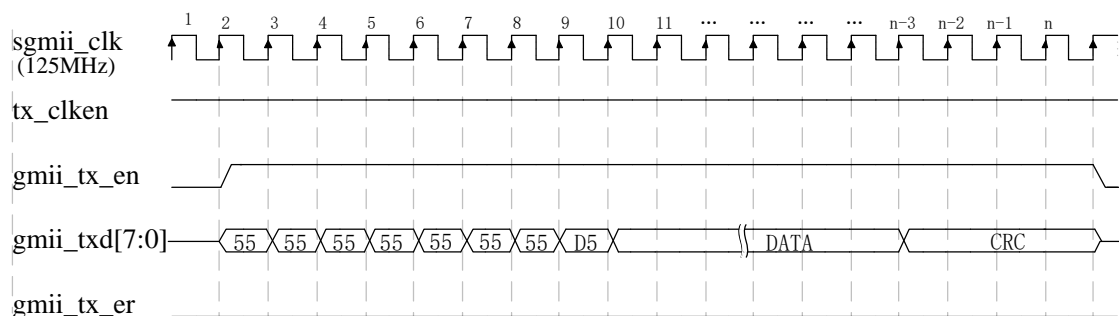 1 2 3 4 5 6 7 8 9 10 11 ... ... ... ... n-3 n-2 n-1 n
sgmii_clk
(125MHz)
tx_clken
gmii_tx_en
gmii_txd[7:0] 55 55 55 55 55 55 55 D5 DATA CRC
gmii_tx_er